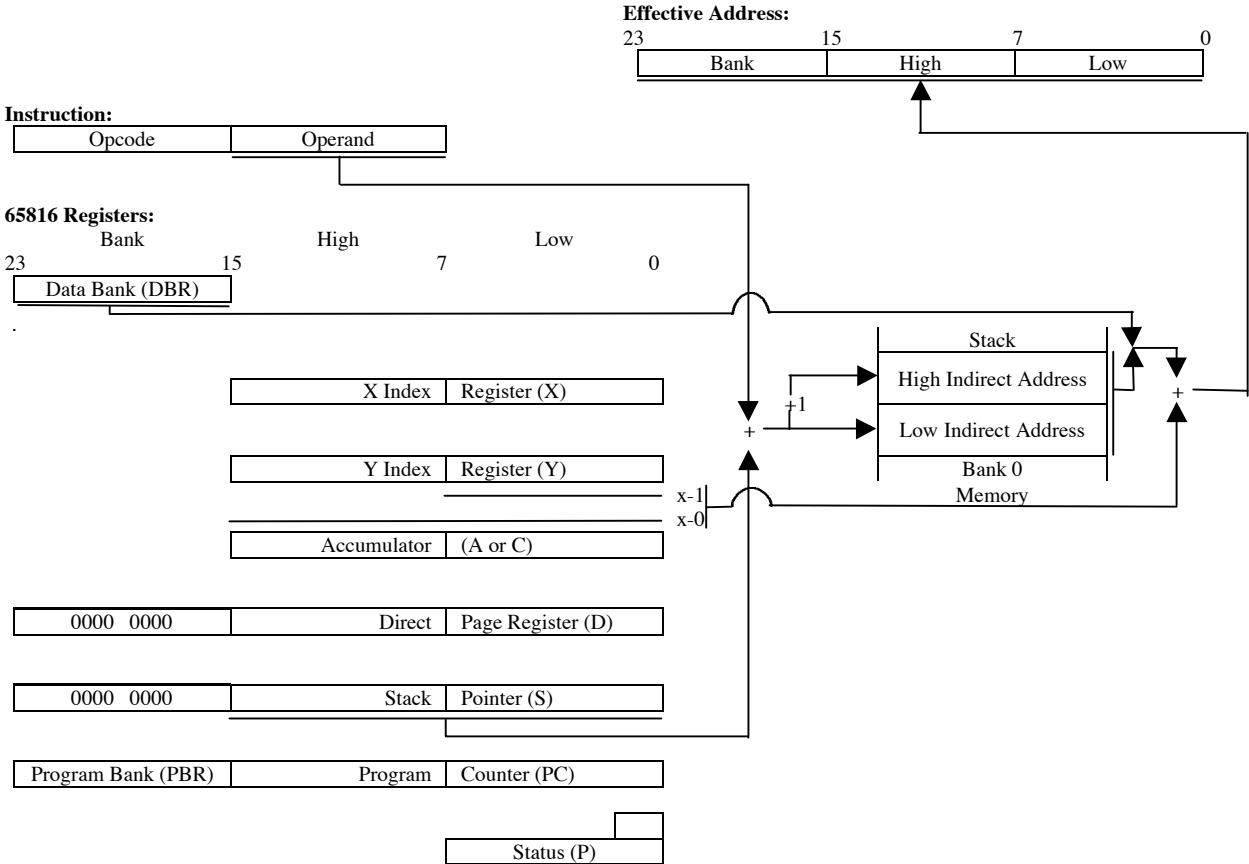 Effective Address:
23 15 7 0
Bank High Low
Instruction:
Opcode Operand
65816 Registers:
Bank High Low
23 15 7 0
Data Bank (DBR)
.
Stack
High Indirect Address
X Index Register (X)
+
+1
+
Low Indirect Address
Y Index Register (Y)
Bank 0
Memory
x-1
x-0
Accumulator (A or C)
0000 0000 Direct Page Register (D)
0000 0000 Stack Pointer (S)
Program Bank (PBR) Program Counter (PC)
Status (P)